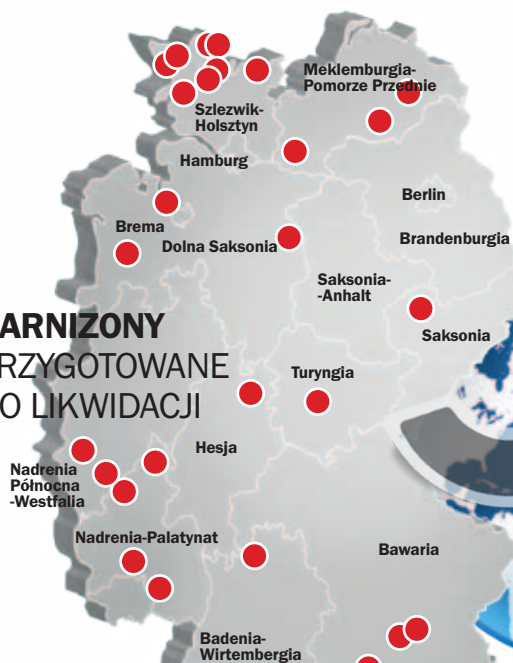 Meklemburgia-
Pomorze Przednie
Szlezwik-
Holsztyn
Hamburg
Berlin
Brema
Dolna Saksonia
Brandenburgia
Saksonia-
-Anhalt
ARNIZONY
RZYGOTOWANE
O LIKWIDACJI
Saksonia
Turyngia
Hesja
Nadrenia
Północna
-Westfalia
Nadrenia-Palatynat
Bawaria
Badenia-
Wirtembergia